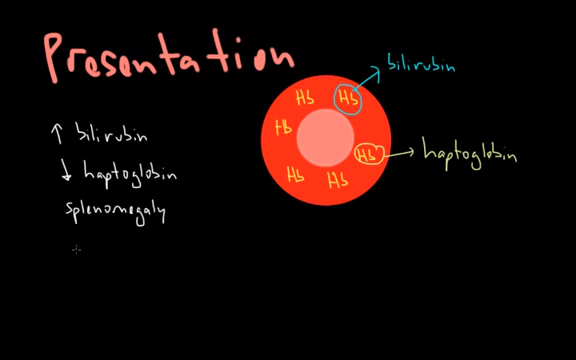 Presentation
bilirubin
Hb Hb
Hb
↑ bilirubin
Hb
haptoglobin
↓ haptoglobin
Hb Hb
splenomegaly